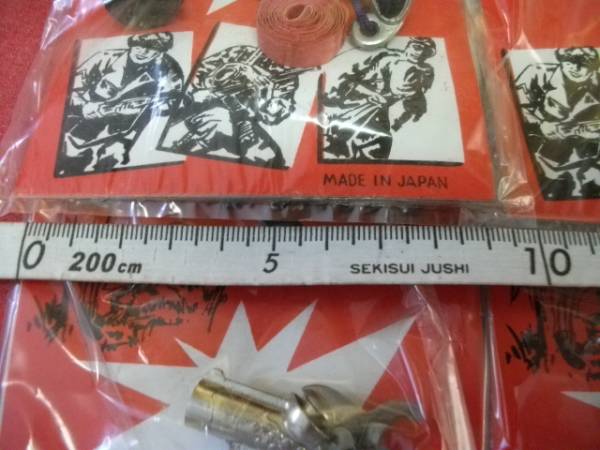 MADE IN JAPAN
0 200cm 5 SEKISUI JUSHI 10